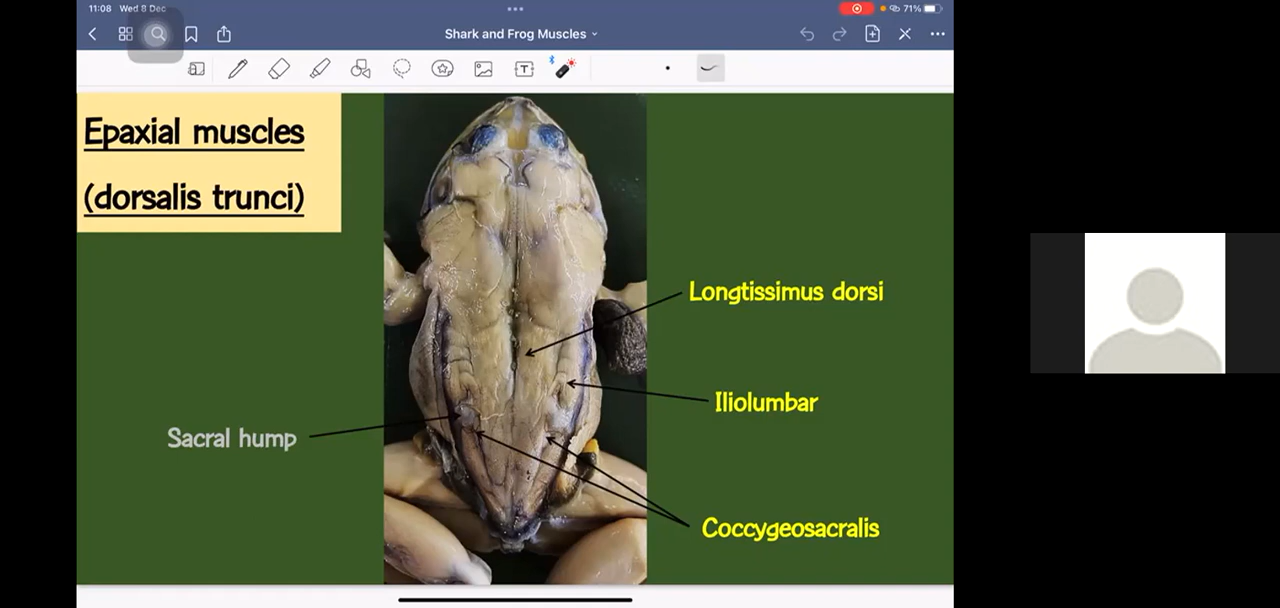 11:08 Wed 8 Dec
71%
Shark and Frog Muscles
T
Epaxial muscles
(dorsalis trunci)
Longtissimus dorsi
Iliolumbar
Sacral hump
Coccygeosacralis